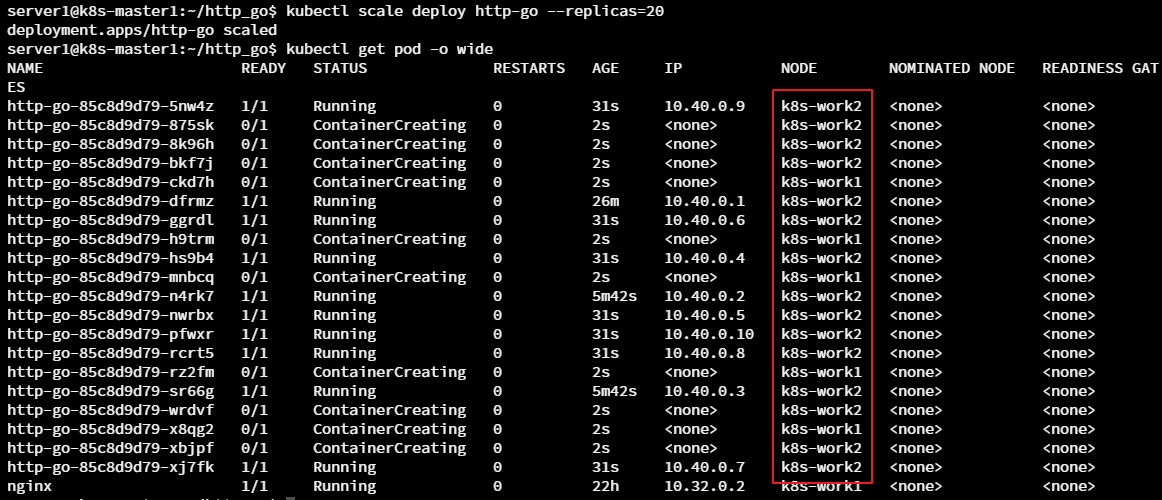 server1@k8s-master1:~/http_go$ kubectl scale deploy http-go --replicas=20
deployment.apps/http-go scaled
server1@k8s-master1:~/http_go$ kubectl get pod -o wide
NAME                       READY   STATUS              RESTARTS   AGE     IP           NODE        NOMINATED NODE   READINESS GAT
ES
http-go-85c8d9d79-5nw4z    1/1     Running             0          31s     10.40.0.9    k8s-work2   <none>           <none>
http-go-85c8d9d79-875sk    0/1     ContainerCreating   0          2s      <none>       k8s-work2   <none>           <none>
http-go-85c8d9d79-8k96h    0/1     ContainerCreating   0          2s      <none>       k8s-work2   <none>           <none>
http-go-85c8d9d79-bkf7j    0/1     ContainerCreating   0          2s      <none>       k8s-work2   <none>           <none>
http-go-85c8d9d79-ckd7h    0/1     ContainerCreating   0          2s      <none>       k8s-work1   <none>           <none>
http-go-85c8d9d79-dfrmz    1/1     Running             0          26m     10.40.0.1    k8s-work2   <none>           <none>
http-go-85c8d9d79-ggrdl    1/1     Running             0          31s     10.40.0.6    k8s-work2   <none>           <none>
http-go-85c8d9d79-h9trm    0/1     ContainerCreating   0          2s      <none>       k8s-work1   <none>           <none>
http-go-85c8d9d79-hs9b4    1/1     Running             0          31s     10.40.0.4    k8s-work2   <none>           <none>
http-go-85c8d9d79-mnbcq    0/1     ContainerCreating   0          2s      <none>       k8s-work1   <none>           <none>
http-go-85c8d9d79-n4rk7    1/1     Running             0          5m42s   10.40.0.2    k8s-work2   <none>           <none>
http-go-85c8d9d79-nwrbx    1/1     Running             0          31s     10.40.0.5    k8s-work2   <none>           <none>
http-go-85c8d9d79-pfwxr    1/1     Running             0          31s     10.40.0.10   k8s-work2   <none>           <none>
http-go-85c8d9d79-rcrt5    1/1     Running             0          31s     10.40.0.8    k8s-work2   <none>           <none>
http-go-85c8d9d79-rz2fm    0/1     ContainerCreating   0          2s      <none>       k8s-work1   <none>           <none>
http-go-85c8d9d79-sr66g    1/1     Running             0          5m42s   10.40.0.3    k8s-work2   <none>           <none>
http-go-85c8d9d79-wrdvf    0/1     ContainerCreating   0          2s      <none>       k8s-work2   <none>           <none>
http-go-85c8d9d79-x8qg2    0/1     ContainerCreating   0          2s      <none>       k8s-work1   <none>           <none>
http-go-85c8d9d79-xbjpf    0/1     ContainerCreating   0          2s      <none>       k8s-work2   <none>           <none>
http-go-85c8d9d79-xj7fk    1/1     Running             0          31s     10.40.0.7    k8s-work2   <none>           <none>
nginx                      1/1     Running             0          22h     10.32.0.2    k8s-work1   <none>           <none>